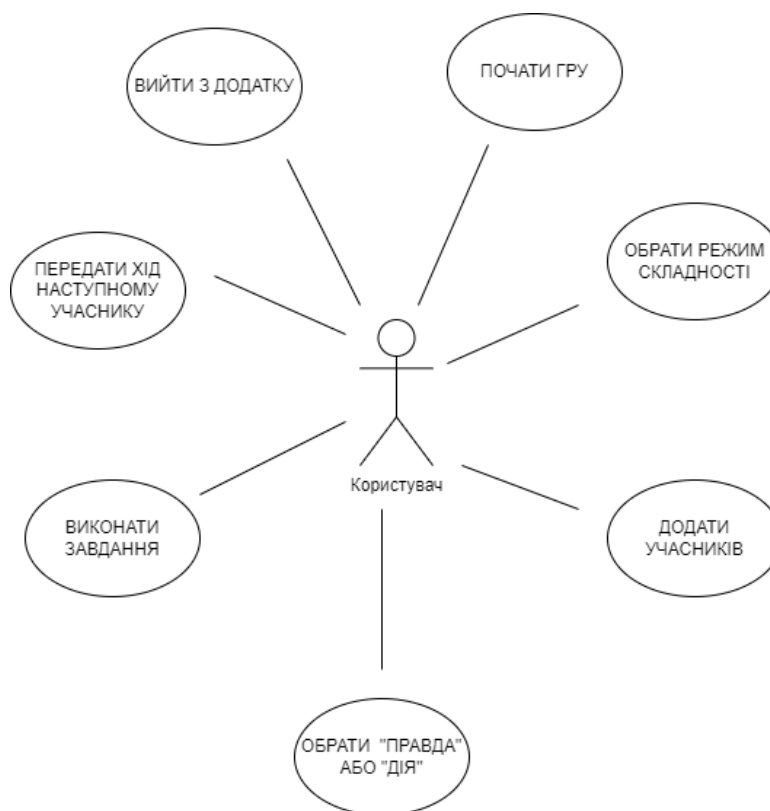 ВИЙТИ З ДОДАТКУ
ПОЧАТИ ГРУ
ПЕРЕДАТИ ХІД
НАСТУПНОМУ
УЧАСНИКУ
ОБРАТИ РЕЖИМ
СКЛАДНОСТІ
Користувач
ВИКОНАТИ
ЗАВДАННЯ
ДОДАТИ
УЧАСНИКІВ
ОБРАТИ "ПРАВДА"
АБО "ДІЯ"